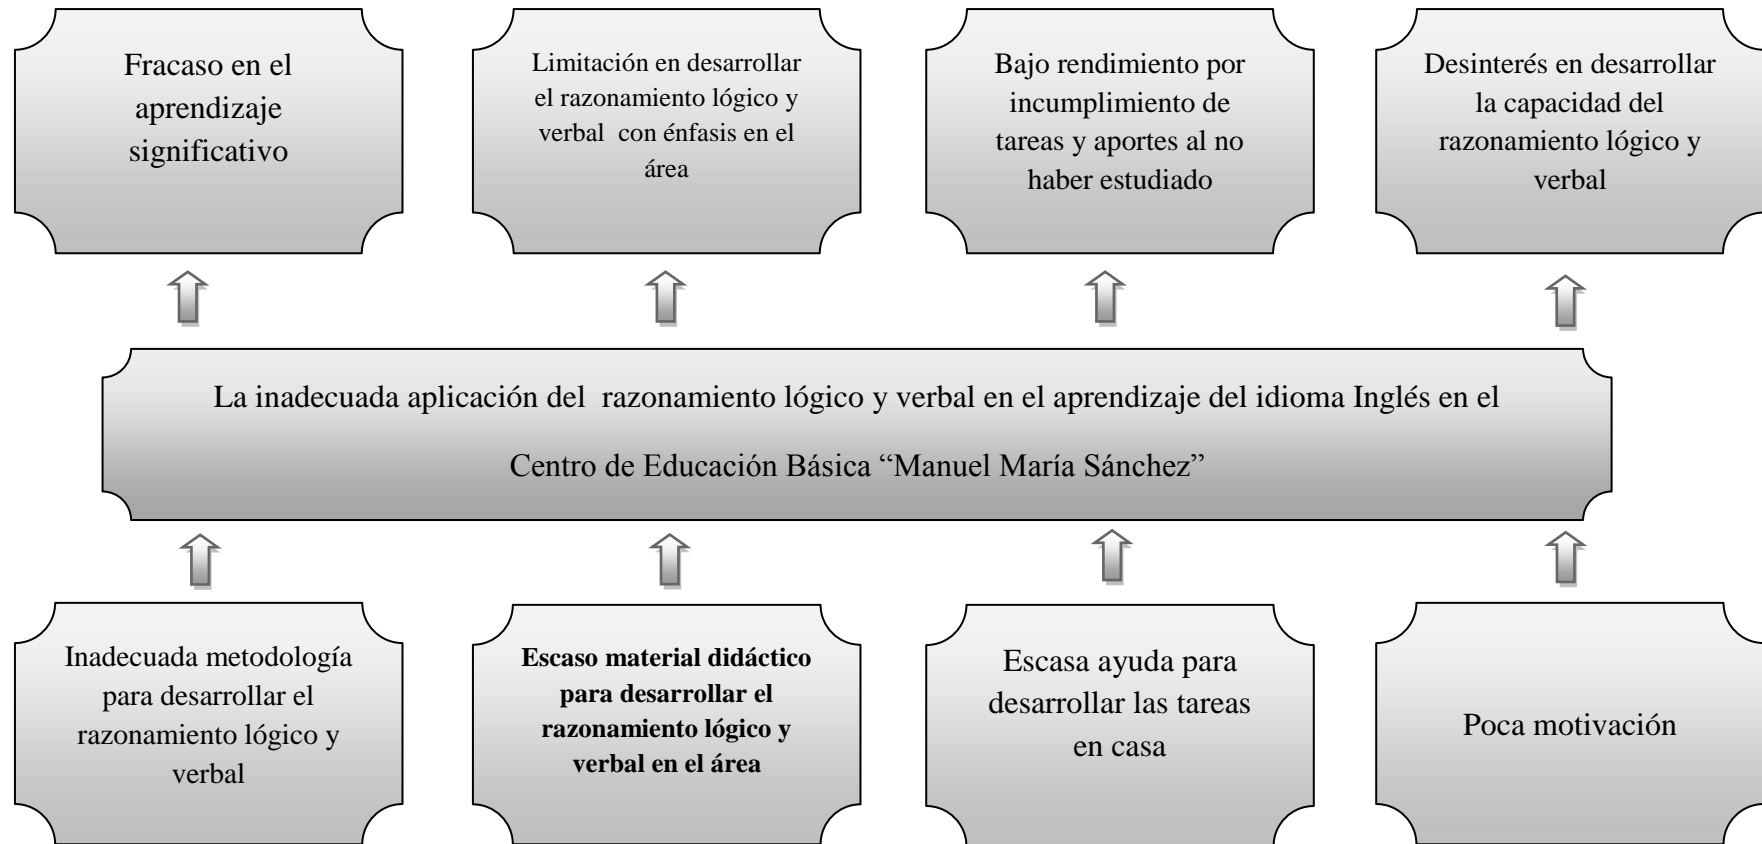 Fracaso en el
aprendizaje
significativo
Limitación en desarrollar
el razonamiento lógico y
verbal con énfasis en el
área
Bajo rendimiento por
incumplimiento de
tareas y aportes al no
haber estudiado
Desinterés en desarrollar
la capacidad del
razonamiento lógico y
verbal
La inadecuada aplicación del razonamiento lógico y verbal en el aprendizaje del idioma Inglés en el
Centro de Educación Básica “Manuel María Sánchez”
Inadecuada metodología
para desarrollar el
razonamiento lógico y
verbal
Escaso material didáctico
para desarrollar el
razonamiento lógico y
verbal en el área
Escasa ayuda para
desarrollar las tareas
en casa
Poca motivación